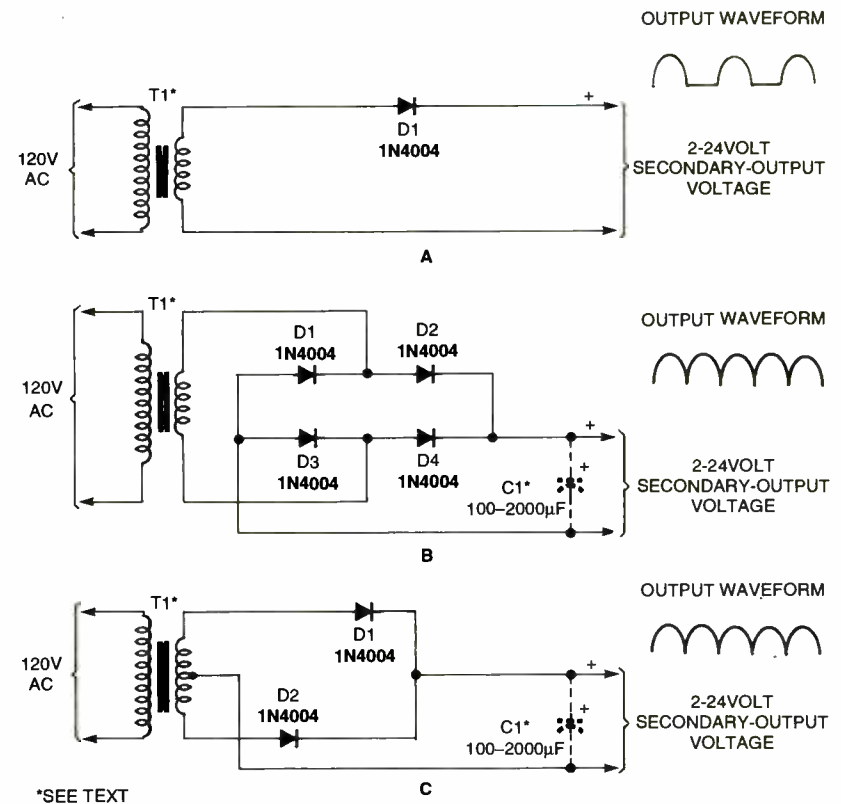 OUTPUT WAVEFORM
T1*
+
120V
AC
D1
1N4004
2-24VOLT
SECONDARY-OUTPUT
VOLTAGE
A
T1*
OUTPUT WAVEFORM
D1
1N4004
D2
1N4004
120V
AC
+
D3
1N4004
D4
1N4004
C1*
+
100–2000µF
2-24VOLT
SECONDARY-OUTPUT
VOLTAGE
B
OUTPUT WAVEFORM
T1*
D1
1N4004
120V
AC
+
D2
1N4004
C1*
+
100–2000µF
2-24VOLT
SECONDARY-OUTPUT
VOLTAGE
*SEE TEXT
C